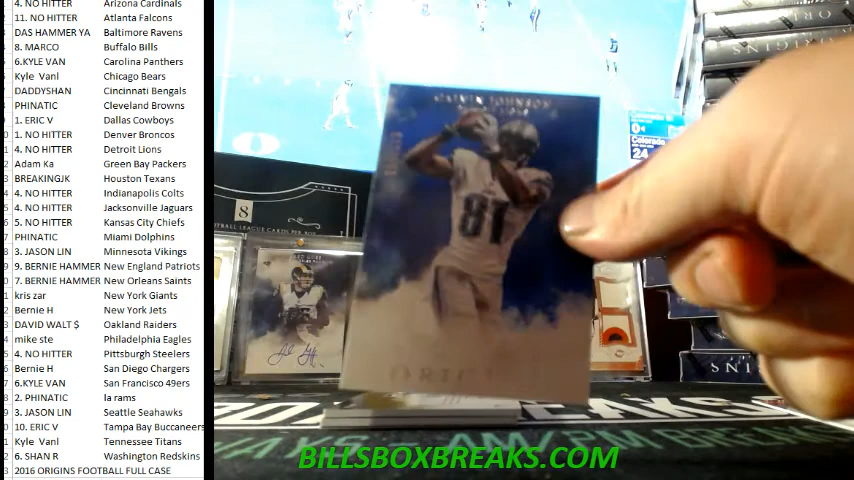 4. NO HITTER Arizona Cardinals
11. NO HITTER Atlanta Falcons
DAS HAMMER YA Baltimore Ravens
8. MARCO Buffalo Bills
6.KYLE VAN Carolina Panthers
Kyle Vanl Chicago Bears
DADDYSHAN Cincinnati Bengals
PHINATIC Cleveland Browns
1. ERIC V Dallas Cowboys
1. NO HITTER Denver Broncos
4. NO HITTER Detroit Lions
Adam Ka Green Bay Packers
BREAKINGJK Houston Texans
4. NO HITTER Indianapolis Colts
4. NO HITTER Jacksonville Jaguars
5. NO HITTER Kansas City Chiefs
PHINATIC Miami Dolphins
3. JASON LIN Minnesota Vikings
9. BERNIE HAMMER New England Patriots
7. BERNIE HAMMER New Orleans Saints
kris zar New York Giants
Bernie H New York Jets
DAVID WALT $ Oakland Raiders
mike ste Philadelphia Eagles
4. NO HITTER Pittsburgh Steelers
Bernie H San Diego Chargers
6.KYLE VAN San Francisco 49ers
2. PHINATIC la rams
3. JASON LIN Seattle Seahawks
10. ERIC V Tampa Bay Buccaneers
Kyle Vanl Tennessee Titans
6. SHAN R Washington Redskins
2016 ORIGINS FOOTBALL FULL CASE
CALVIN JOHNSON
81
8
Colorado
24
BILLSBOXBREAKS.COM